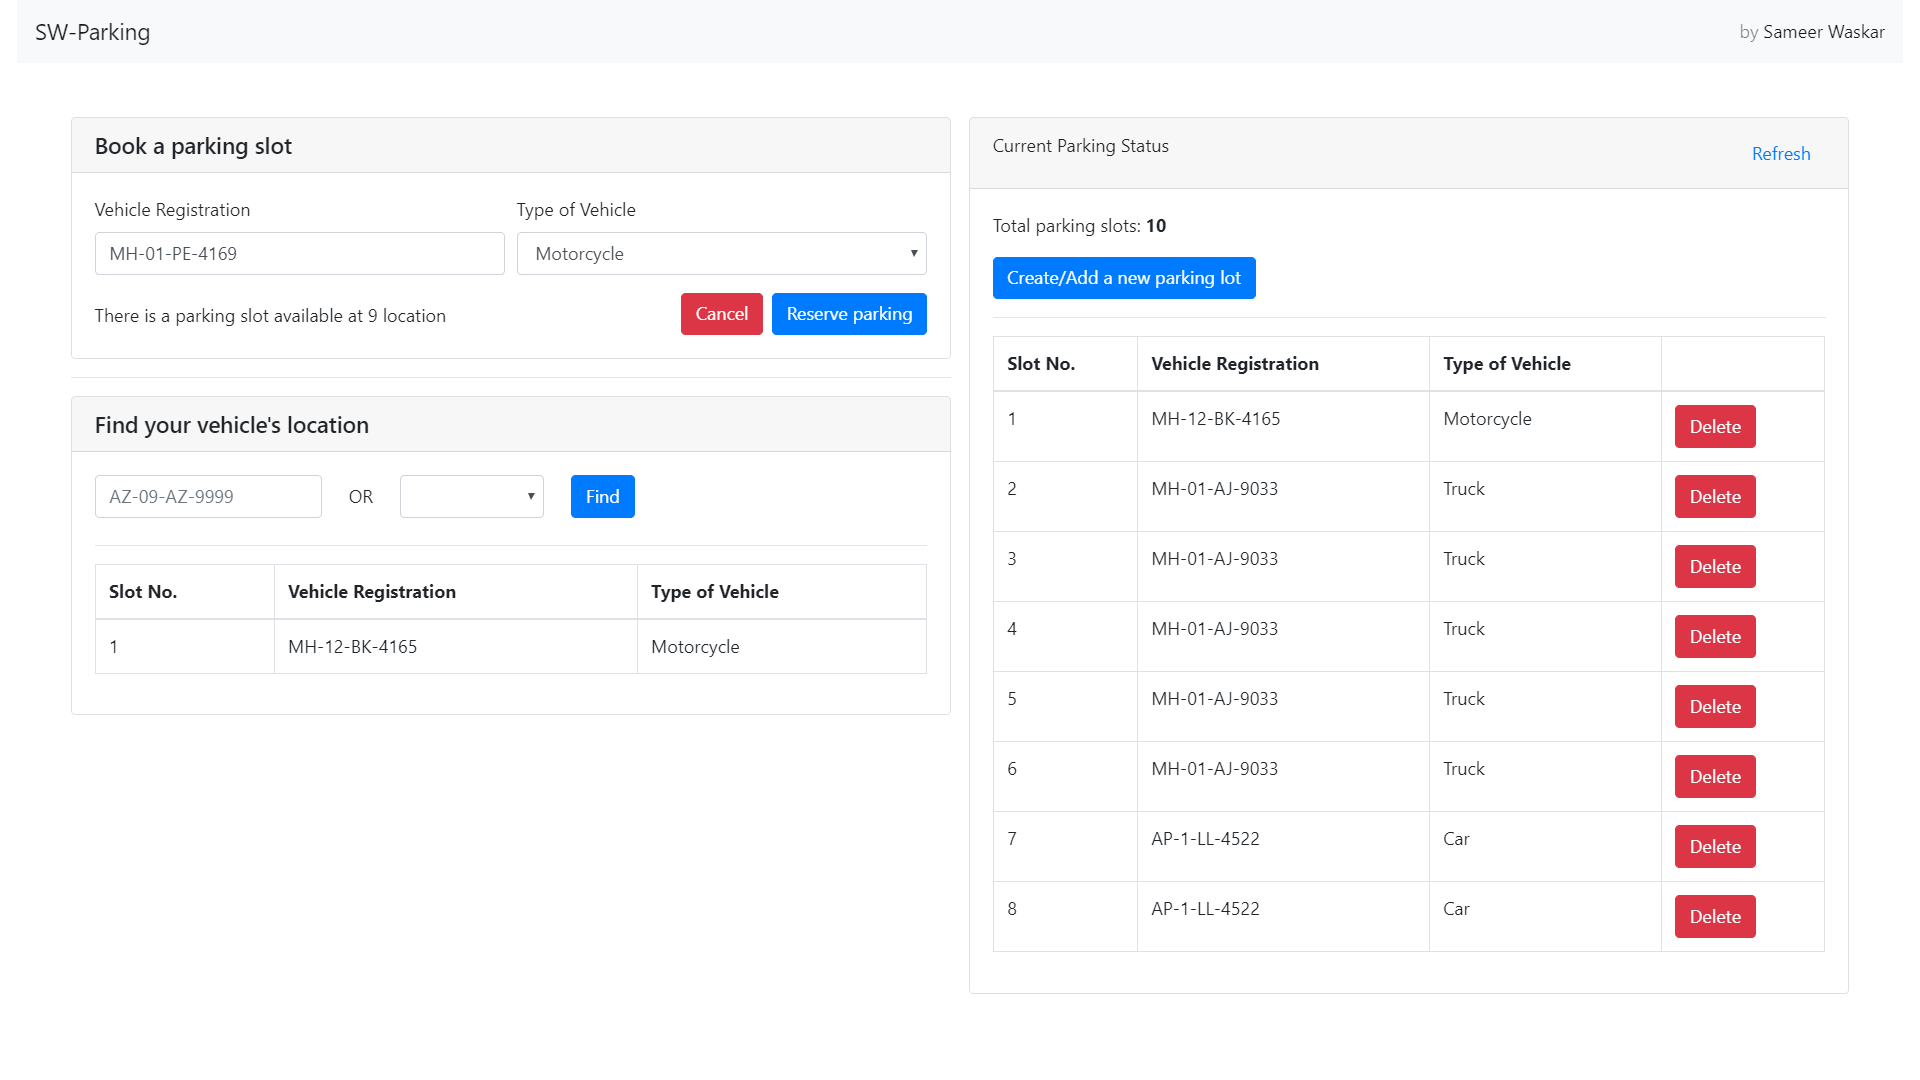 SW-Parking
by Sameer Waskar
Book a parking slot
Vehicle Registration
Type of Vehicle
MH-01-PE-4169
Motorcycle
There is a parking slot available at 9 location
Cancel
Reserve parking
Find your vehicle's location
AZ-09-AZ-9999
OR
Find
Slot No. Vehicle Registration Type of Vehicle
1 MH-12-BK-4165 Motorcycle
Current Parking Status
Refresh
Total parking slots: 10
Create/Add a new parking lot
Slot No. Vehicle Registration Type of Vehicle
1 MH-12-BK-4165 Motorcycle Delete
2 MH-01-AJ-9033 Truck Delete
3 MH-01-AJ-9033 Truck Delete
4 MH-01-AJ-9033 Truck Delete
5 MH-01-AJ-9033 Truck Delete
6 MH-01-AJ-9033 Truck Delete
7 AP-1-LL-4522 Car Delete
8 AP-1-LL-4522 Car Delete